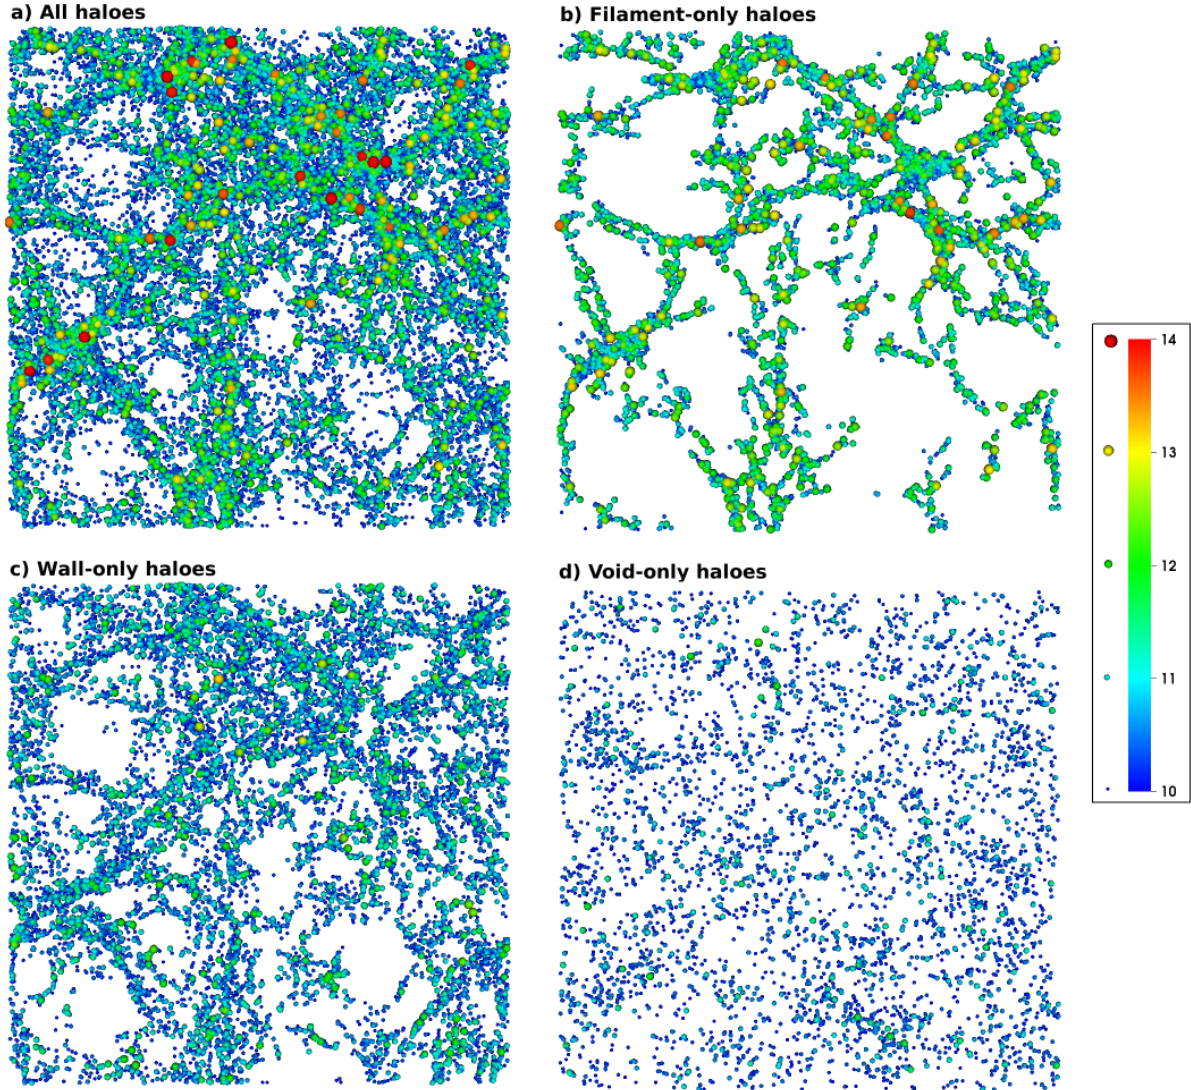 a) All haloes
b) Filament-only haloes
14
13
12
11
10
c) Wall-only haloes
d) Void-only haloes